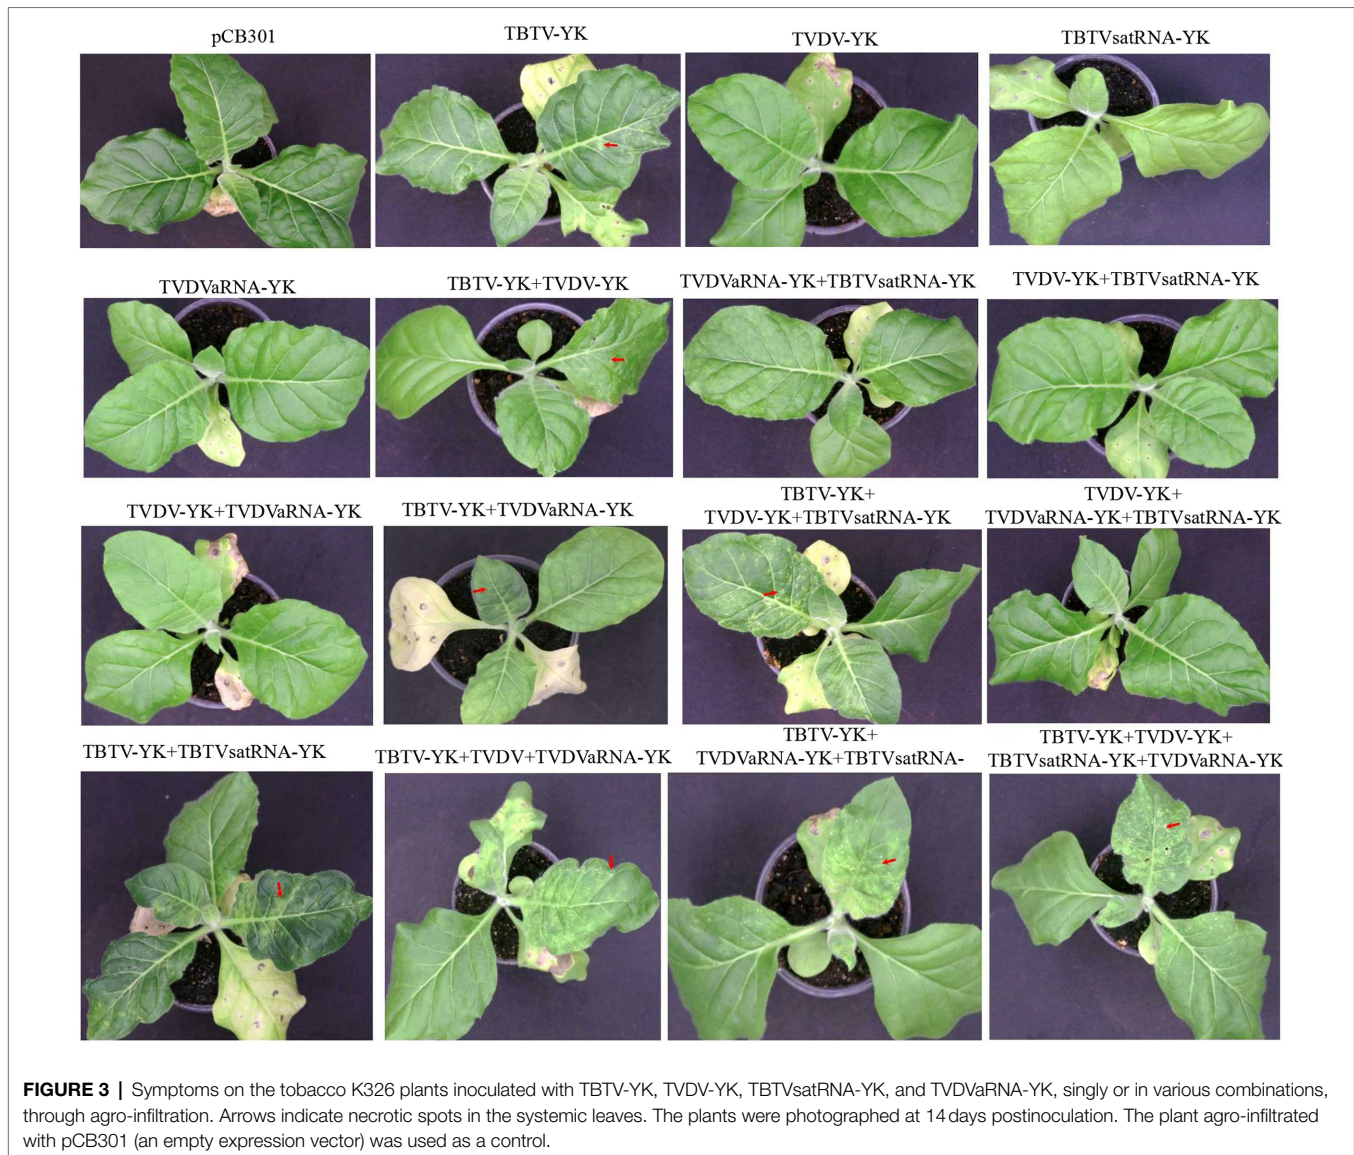 pCB301
TBTV-YK
TVDV-YK
TBTVsatRNA-YK
TVDVaRNA-YK
TBTV-YK+TVDV-YK
TVDVaRNA-YK+TBTVsatRNA-YK
TVDV-YK+TBTVsatRNA-YK
TVDV-YK+TVDVaRNA-YK
TBTV-YK+TVDVaRNA-YK
TBTV-YK+
TVDV-YK+TBTVsatRNA-YK
TVDV-YK+
TVDVaRNA-YK+TBTVsatRNA-YK
TBTV-YK+TBTVsatRNA-YK
TBTV-YK+TVDV+TVDVaRNA-YK
TBTV-YK+
TVDVaRNA-YK+TBTVsatRNA-
TBTV-YK+TVDV-YK+
TBTVsatRNA-YK+TVDVaRNA-YK
FIGURE 3 | Symptoms on the tobacco K326 plants inoculated with TBTV-YK, TVDV-YK, TBTVsatRNA-YK, and TVDVaRNA-YK, singly or in various combinations,
through agro-infiltration. Arrows indicate necrotic spots in the systemic leaves. The plants were photographed at 14 days postinoculation. The plant agro-infiltrated
with pCB301 (an empty expression vector) was used as a control.